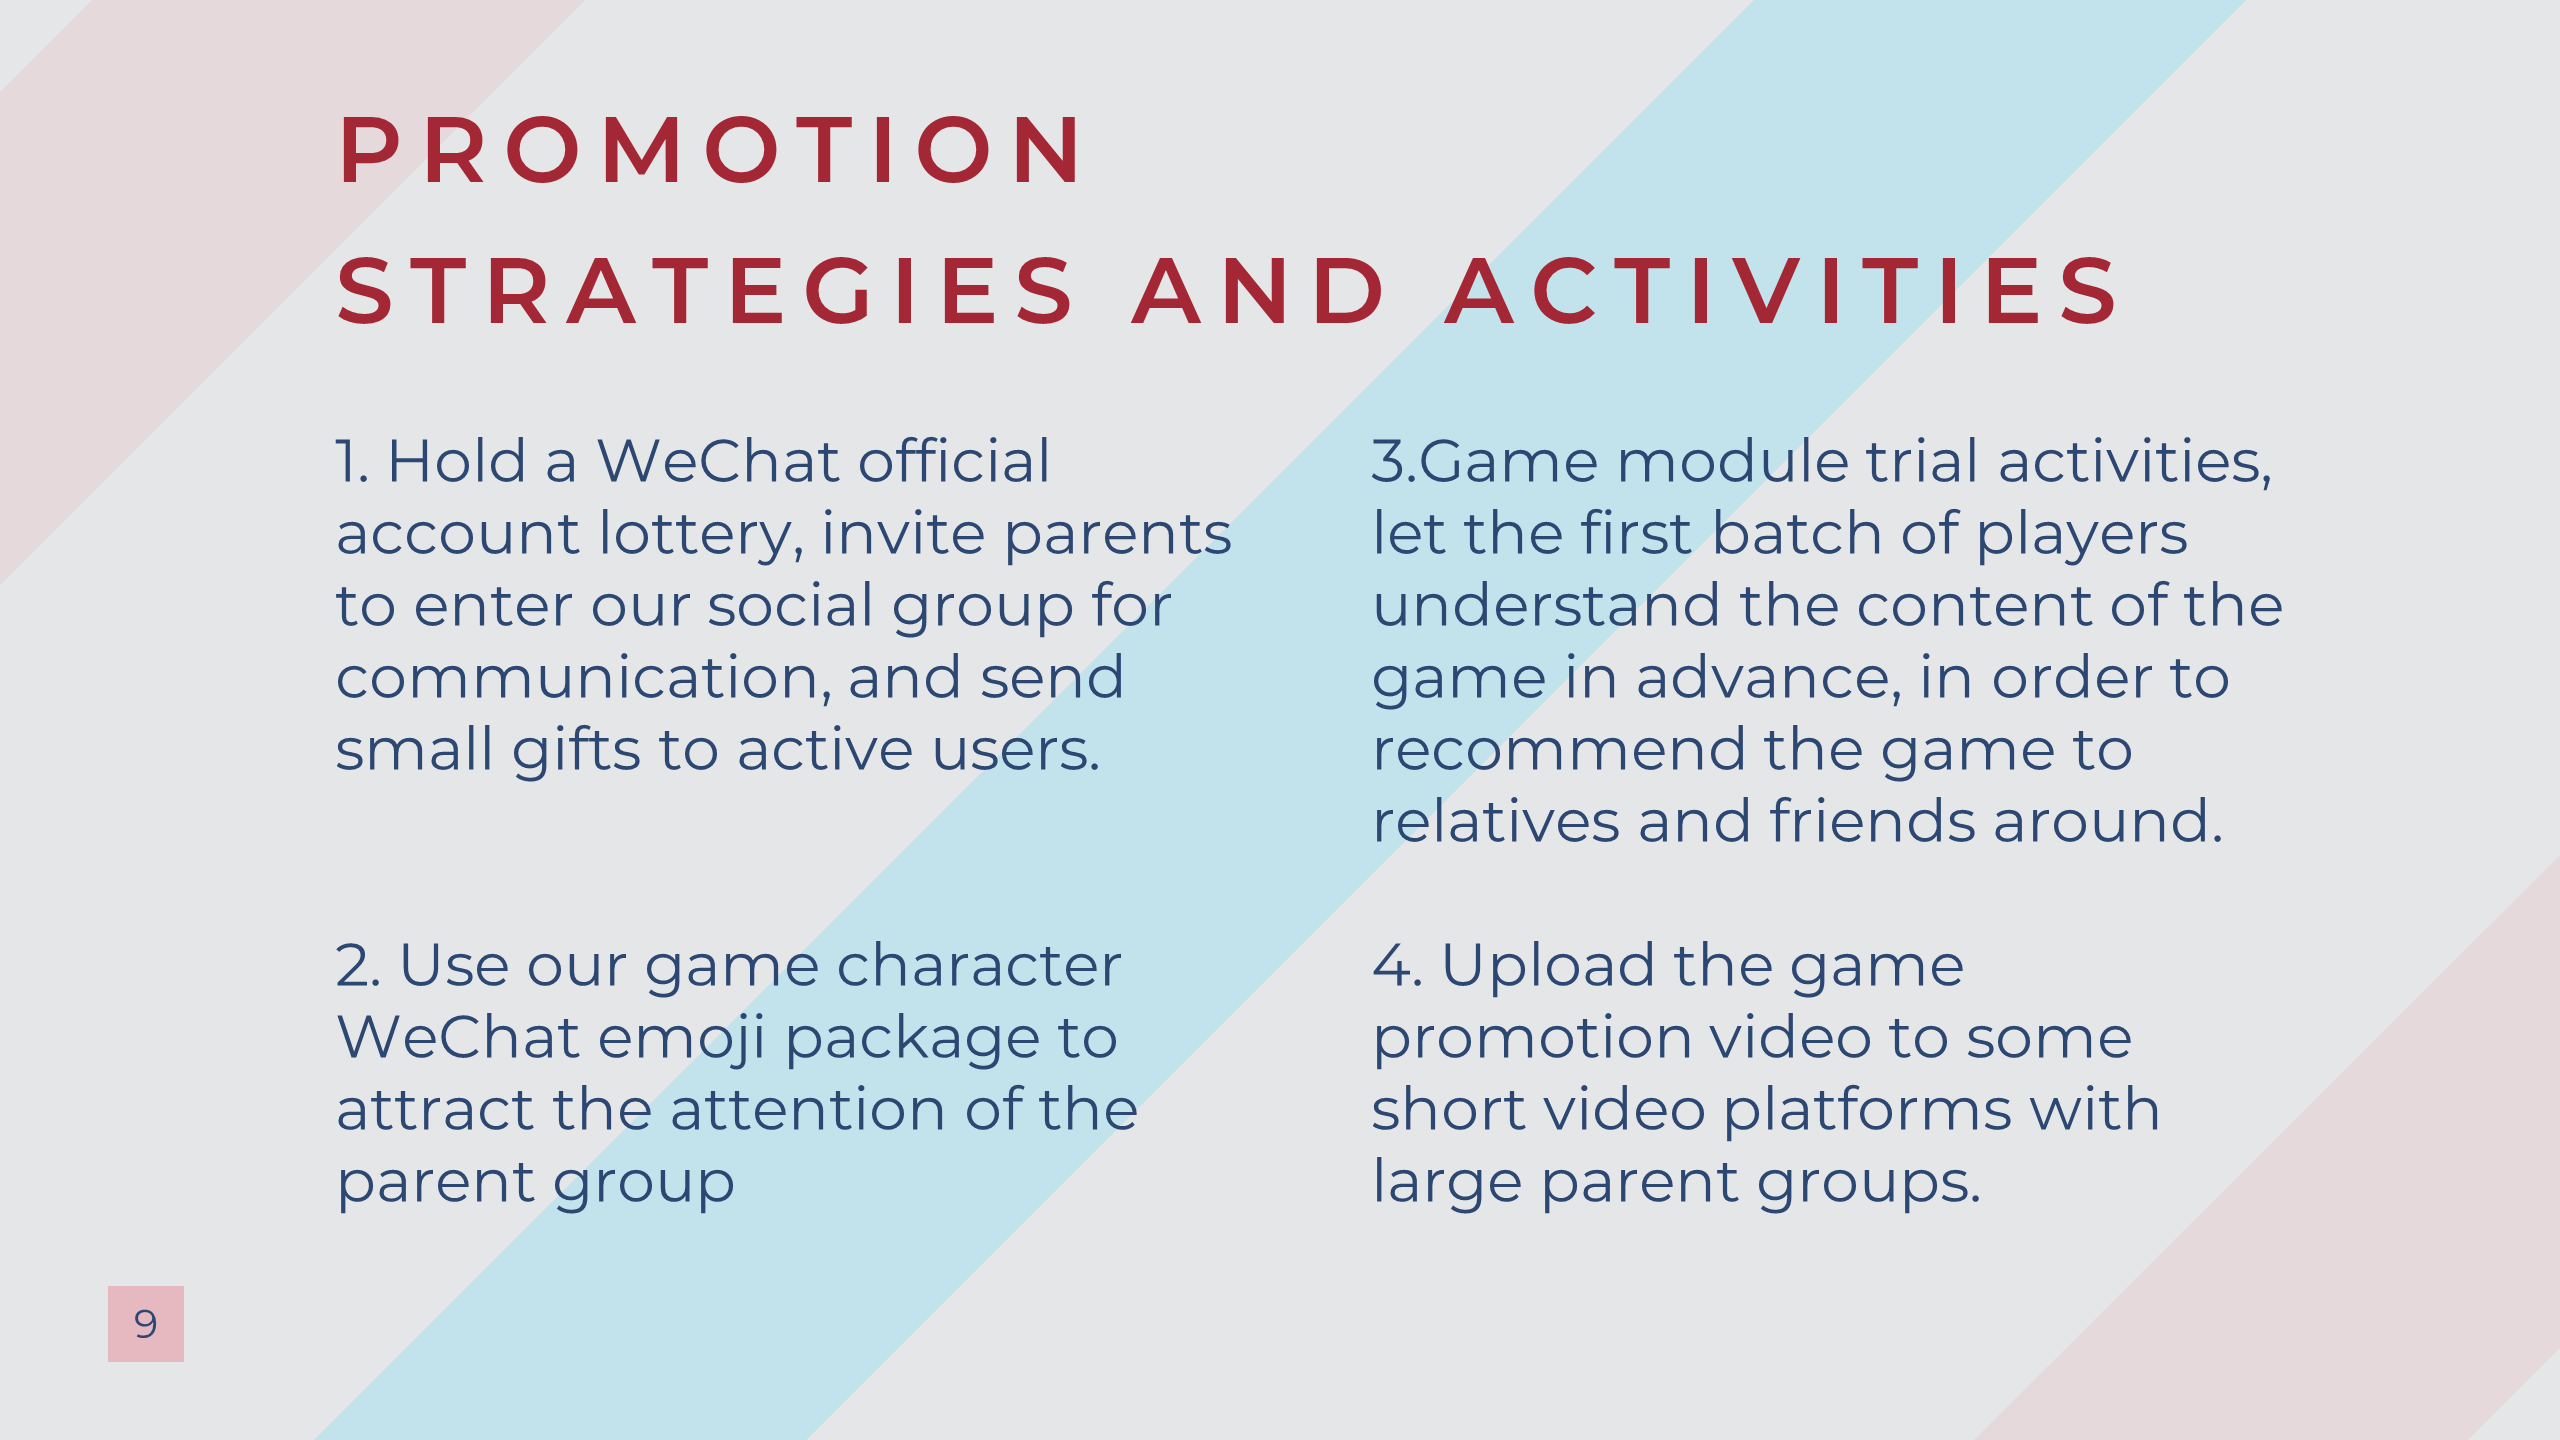 PROMOTION
STRATEGIES AND ACTIVITIES
1. Hold a WeChat official
account lottery, invite parents
to enter our social group for
communication, and send
small gifts to active users.
2. Use our game character
WeChat emoji package to
attract the attention of the
parent group
3.Game module trial activities,
let the first batch of players
understand the content of the
game in advance, in order to
recommend the game to
relatives and friends around.
4. Upload the game
promotion video to some
short video platforms with
large parent groups.
9